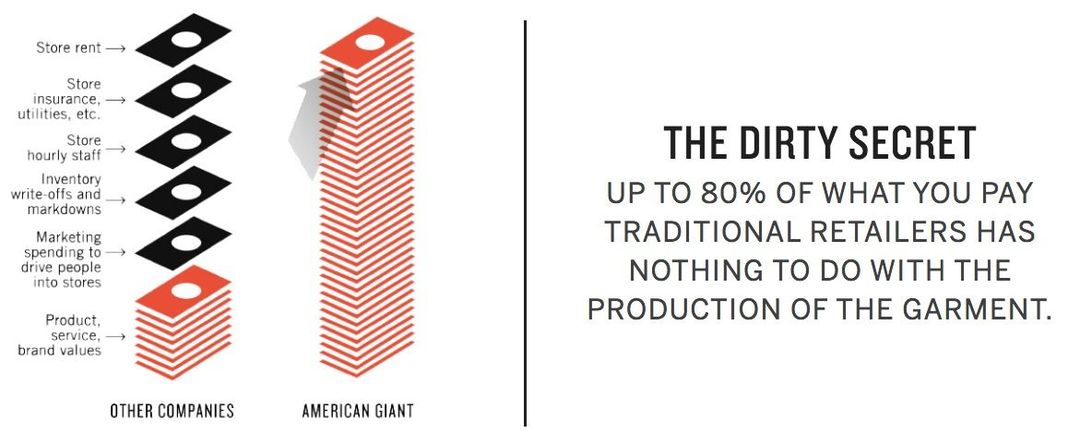 Store rent
Store
insurance,
utilities, etc.
Store
hourly staff
Inventory
write-offs and
markdowns
Marketing
spending to
drive people
into stores
Product,
service,
brand values
OTHER COMPANIES
AMERICAN GIANT
THE DIRTY SECRET
UP TO 80% OF WHAT YOU PAY
TRADITIONAL RETAILERS HAS
NOTHING TO DO WITH THE
PRODUCTION OF THE GARMENT.